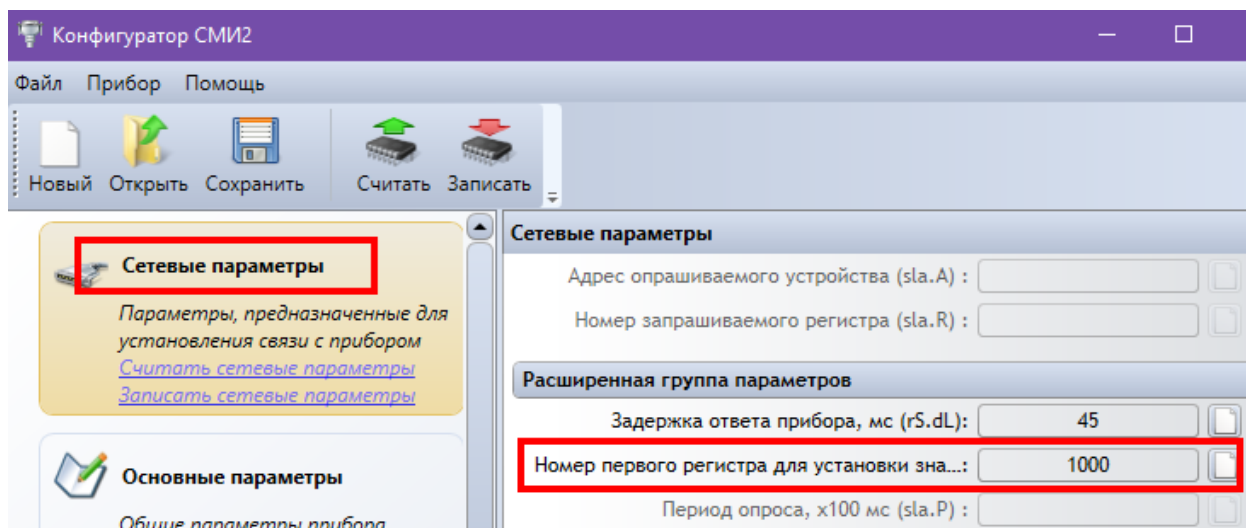 Конфигуратор СМИ2
Файл Прибор Помощь
Новый Открыть Сохранить Считать Записать
Сетевые параметры
Параметры, предназначенные для
установления связи с прибором
Считать сетевые параметры
Записать сетевые параметры
Основные параметры
Общие параметры прибора
Сетевые параметры
Адрес опрашиваемого устройства (sla.A) :
Номер запрашиваемого регистра (sla.R) :
Расширенная группа параметров
Задержка ответа прибора, мс (rS.dL): 45
Номер первого регистра для установки зна...: 1000
Период опроса, x100 мс (sla.P) :